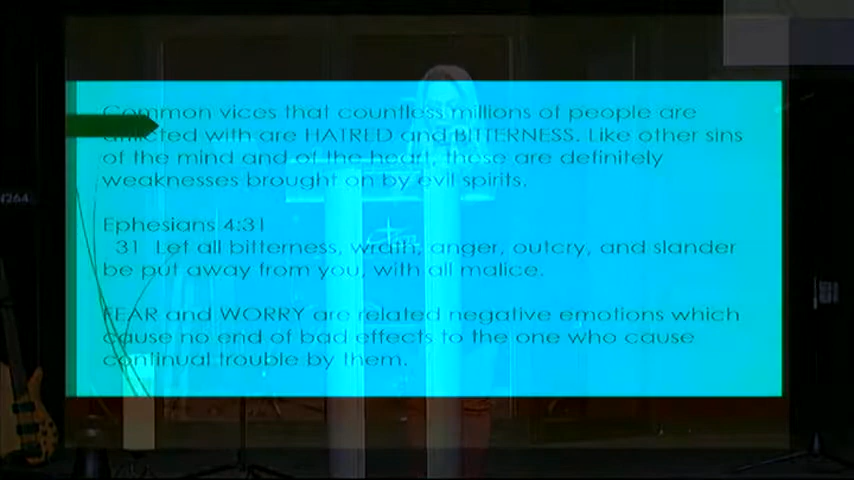 Common vices that countless millions of people are
afflicted with are HATRED and BITTERNESS. Like other sins
of the mind and of the heart, these are definitely
weaknesses brought on by evil spirits.
Ephesians 4:31
31 Let all bitterness, wrath, anger, outcry, and slander
be put away from you, with all malice.
FEAR and WORRY are related negative emotions which
cause no end of bad effects to the one who cause
continual trouble by them.